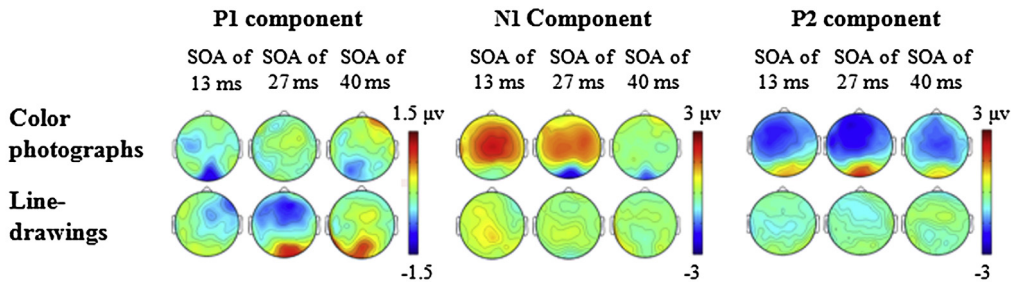 P1 component N1 Component P2 component
SOA of SOA of SOA of SOA of SOA of SOA of SOA of SOA of SOA of
13 ms 27 ms 40 ms 13 ms 27 ms 40 ms 13 ms 27 ms 40 ms
Color 1.5 μv 3 μv 3 μv
photographs
Line-
drawings
-1.5 -3 -3